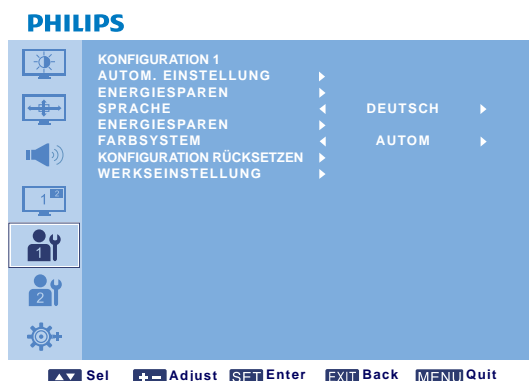 PHILIPS
KONFIGURATION 1
AUTOM. EINSTELLUNG
ENERGIESPAREN
SPRACHE DEUTSCH
ENERGIESPAREN
FARBSYSTEM AUTOM
KONFIGURATION RÜCKSETZEN
WERKSEINSTELLUNG
1 2
1
2
Sel + - Adjust SET Enter EXIT Back MENU Quit